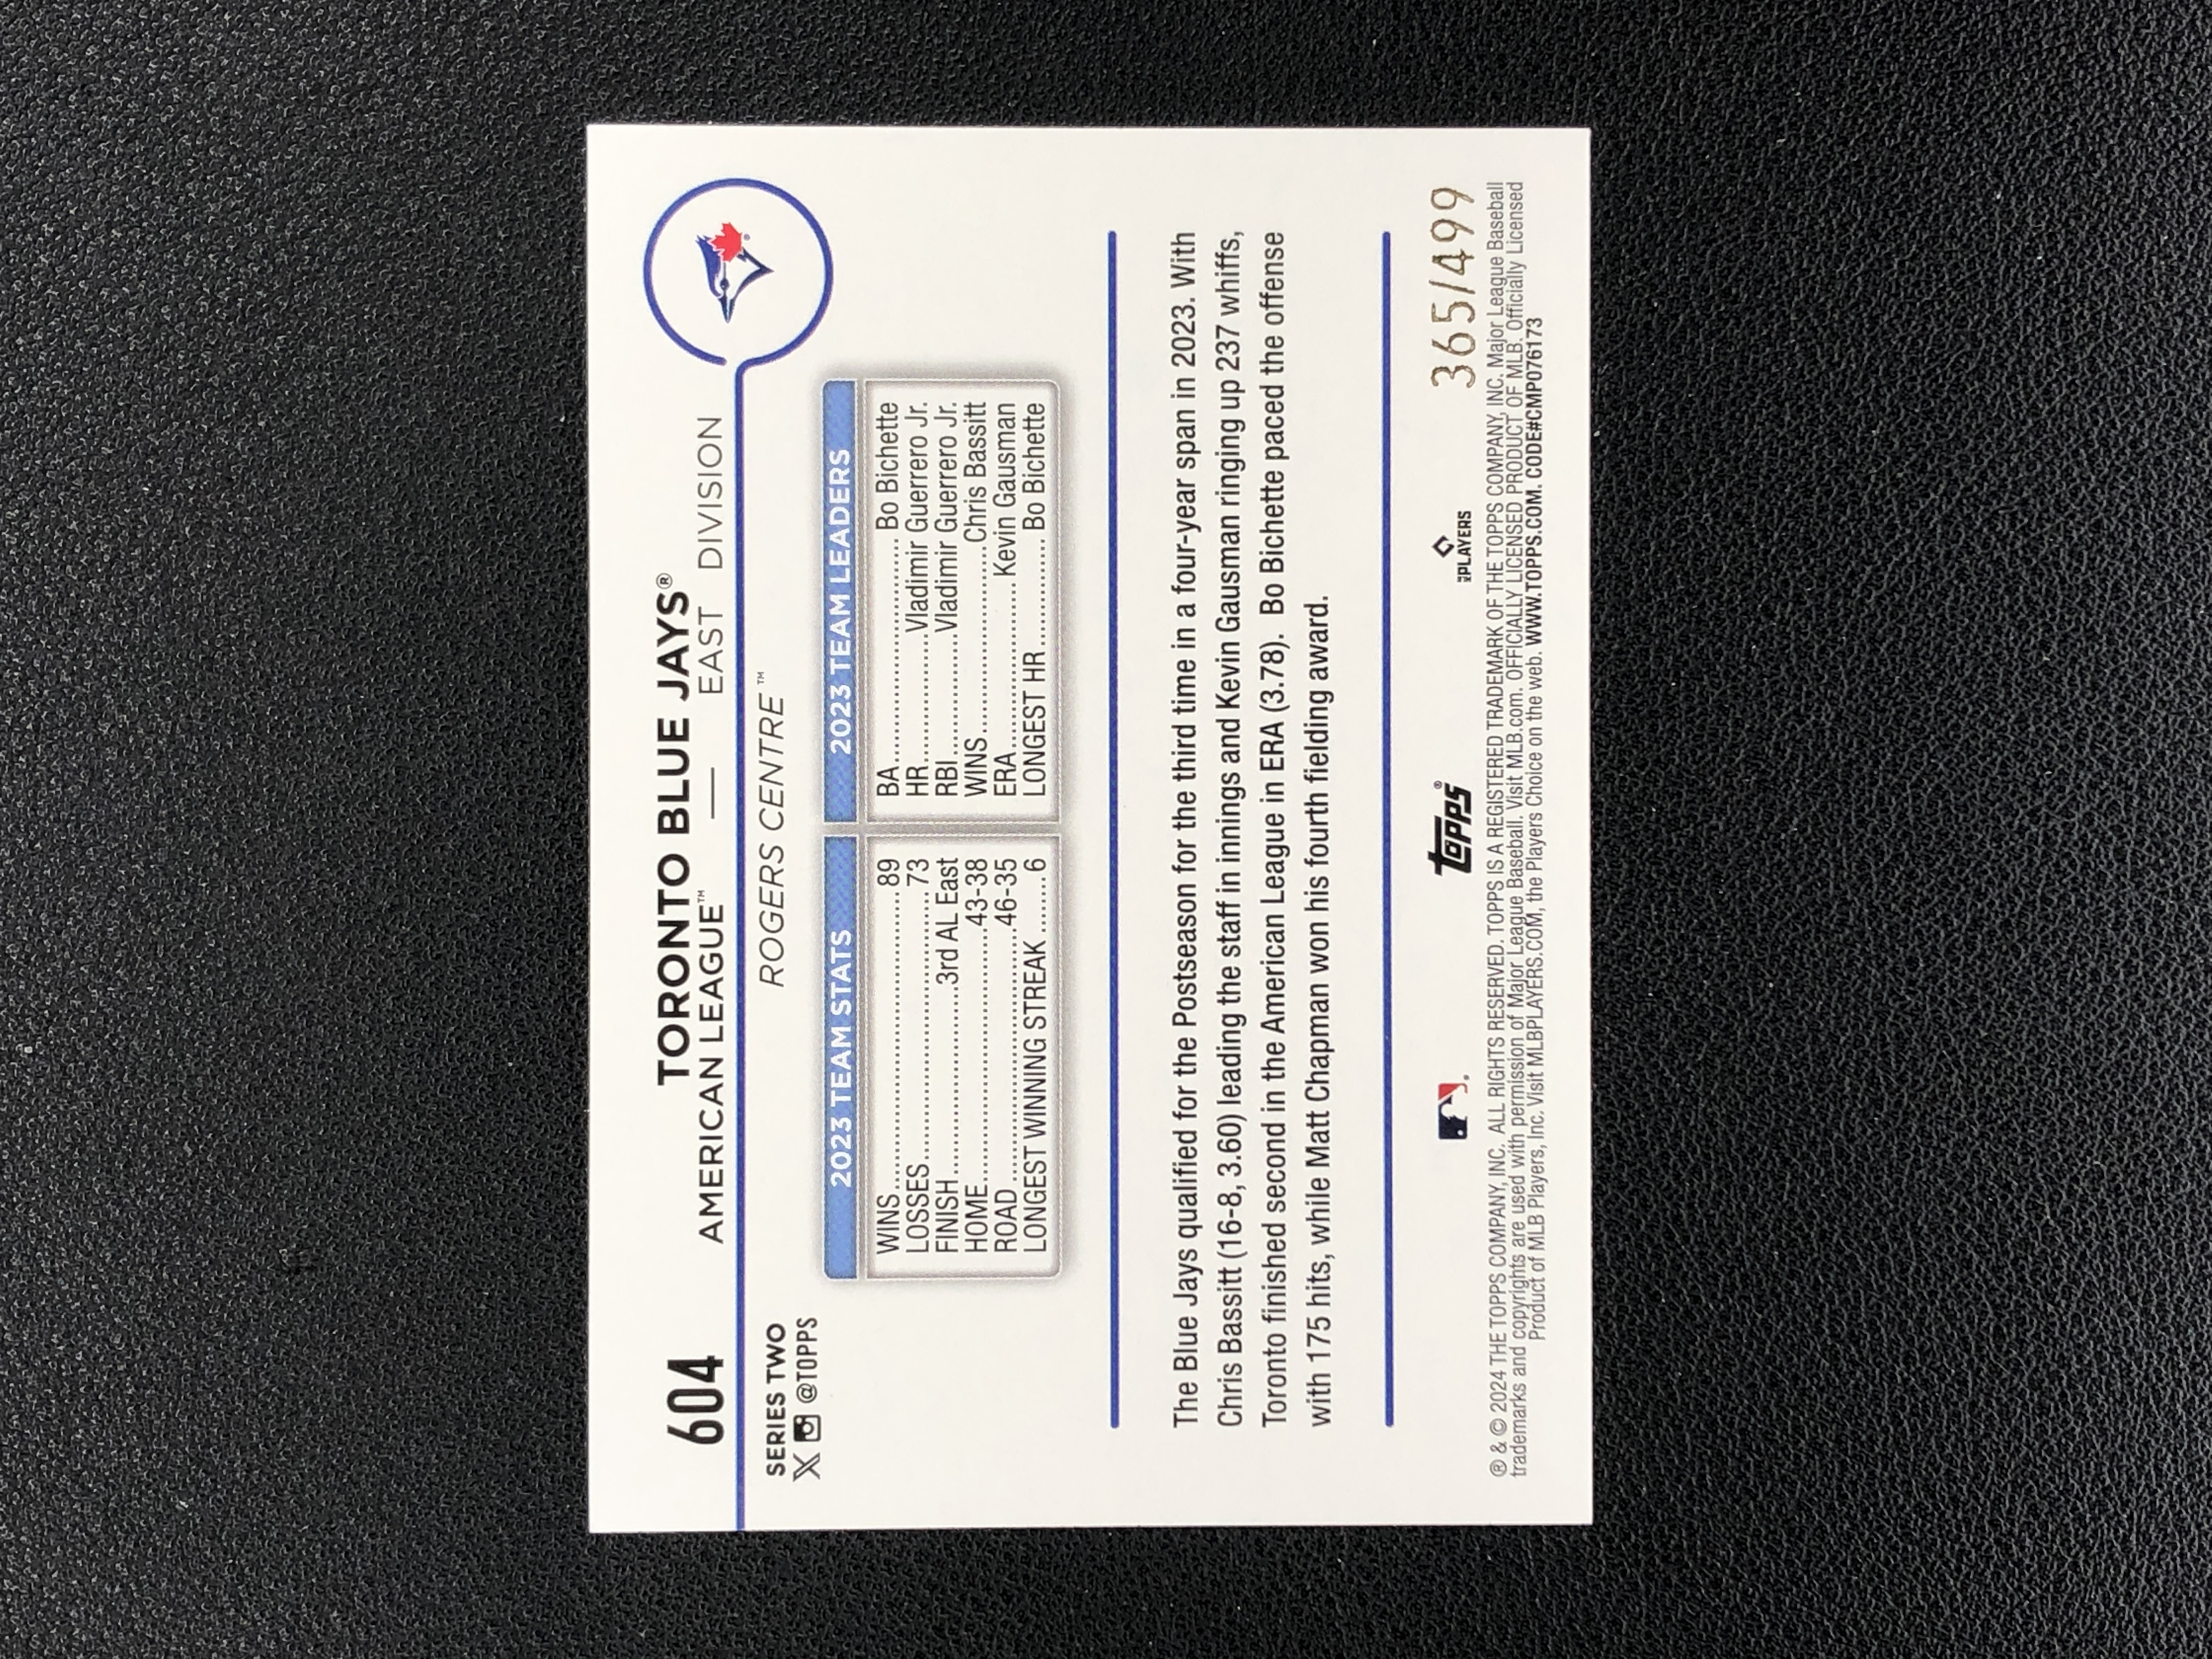 604
TORONTO BLUE JAYS®
AMERICAN LEAGUE™ — EAST DIVISION
SERIES TWO
ROGERS CENTRE™
@TOPPS
2023 TEAM STATS
WINS 89
LOSSES 73
FINISH 3rd AL East
HOME 43-38
ROAD 46-35
LONGEST WINNING STREAK 6
2023 TEAM LEADERS
BA Bo Bichette
HR Vladimir Guerrero Jr.
RBI Vladimir Guerrero Jr.
WINS Chris Bassitt
ERA Kevin Gausman
LONGEST HR Bo Bichette
The Blue Jays qualified for the Postseason for the third time in a four-year span in 2023. With
Chris Bassitt (16-8, 3.60) leading the staff in innings and Kevin Gausman ringing up 237 whiffs,
Toronto finished second in the American League in ERA (3.78). Bo Bichette paced the offense
with 175 hits, while Matt Chapman won his fourth fielding award.
topps®
PLAYERS
365/499
® & © 2024 THE TOPPS COMPANY, INC. ALL RIGHTS RESERVED. TOPPS IS A REGISTERED TRADEMARK OF THE TOPPS COMPANY, INC. Major League Baseball
trademarks and copyrights are used with permission of Major League Baseball. Visit MLB.com. OFFICIALLY LICENSED PRODUCT OF MLB. Officially Licensed
Product of MLB Players, Inc. Visit MLBPLAYERS.COM, the Players Choice on the web. WWW.TOPPS.COM. CODE#CMP076173